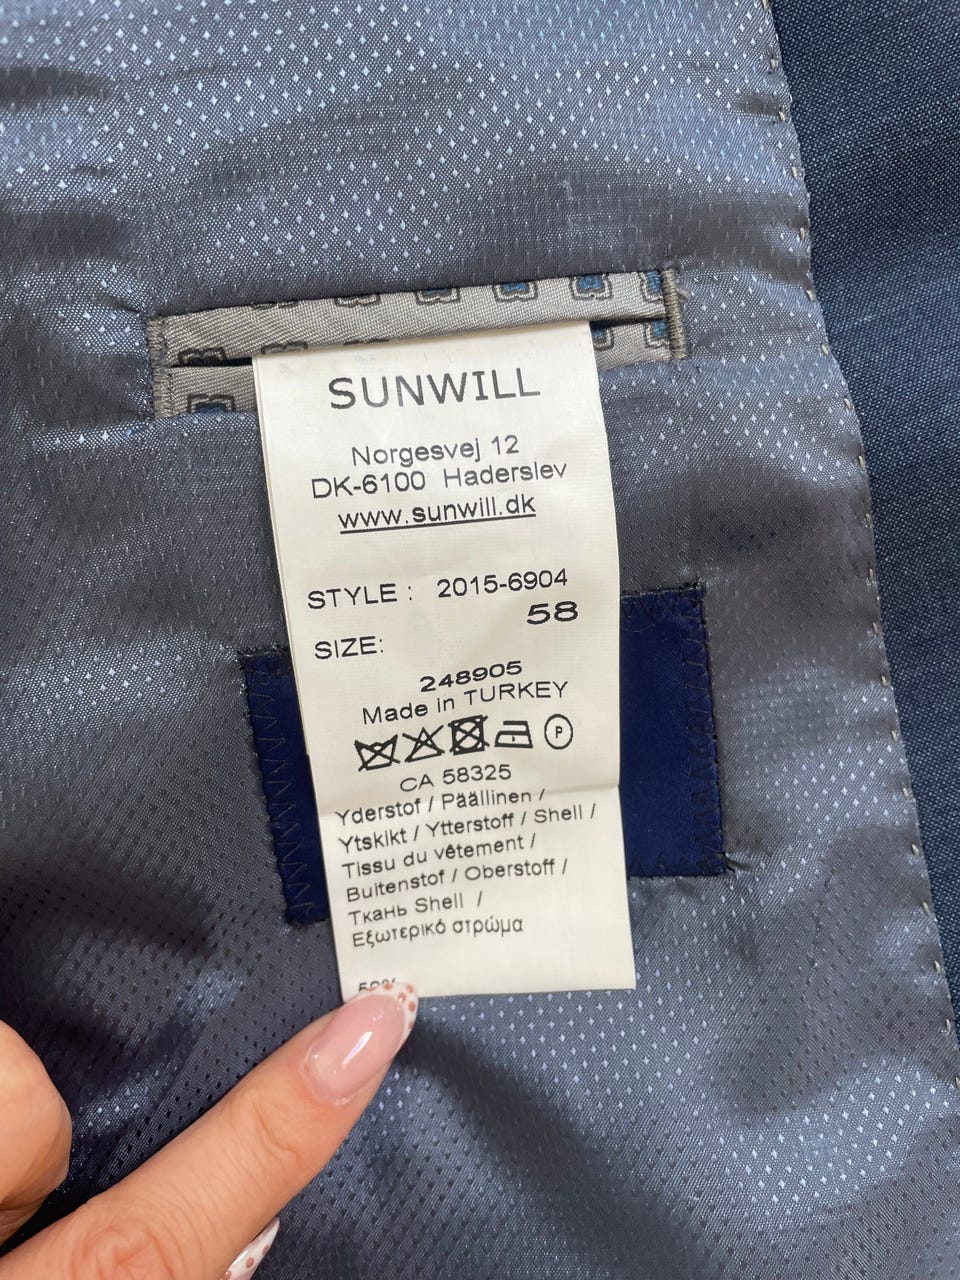 SUNWILL
Norgesvej 12
DK-6100 Haderslev
www.sunwill.dk
STYLE : 2015-6904
58
SIZE:
248905
Made in TURKEY
P
CA 58325
Yderstof / Päällinen /
Ytskikt / Ytterstoff / Shell /
Tissu du vêtement /
Buitenstof / Oberstoff /
Ткань Shell /
Εξωτερικό στρώμα